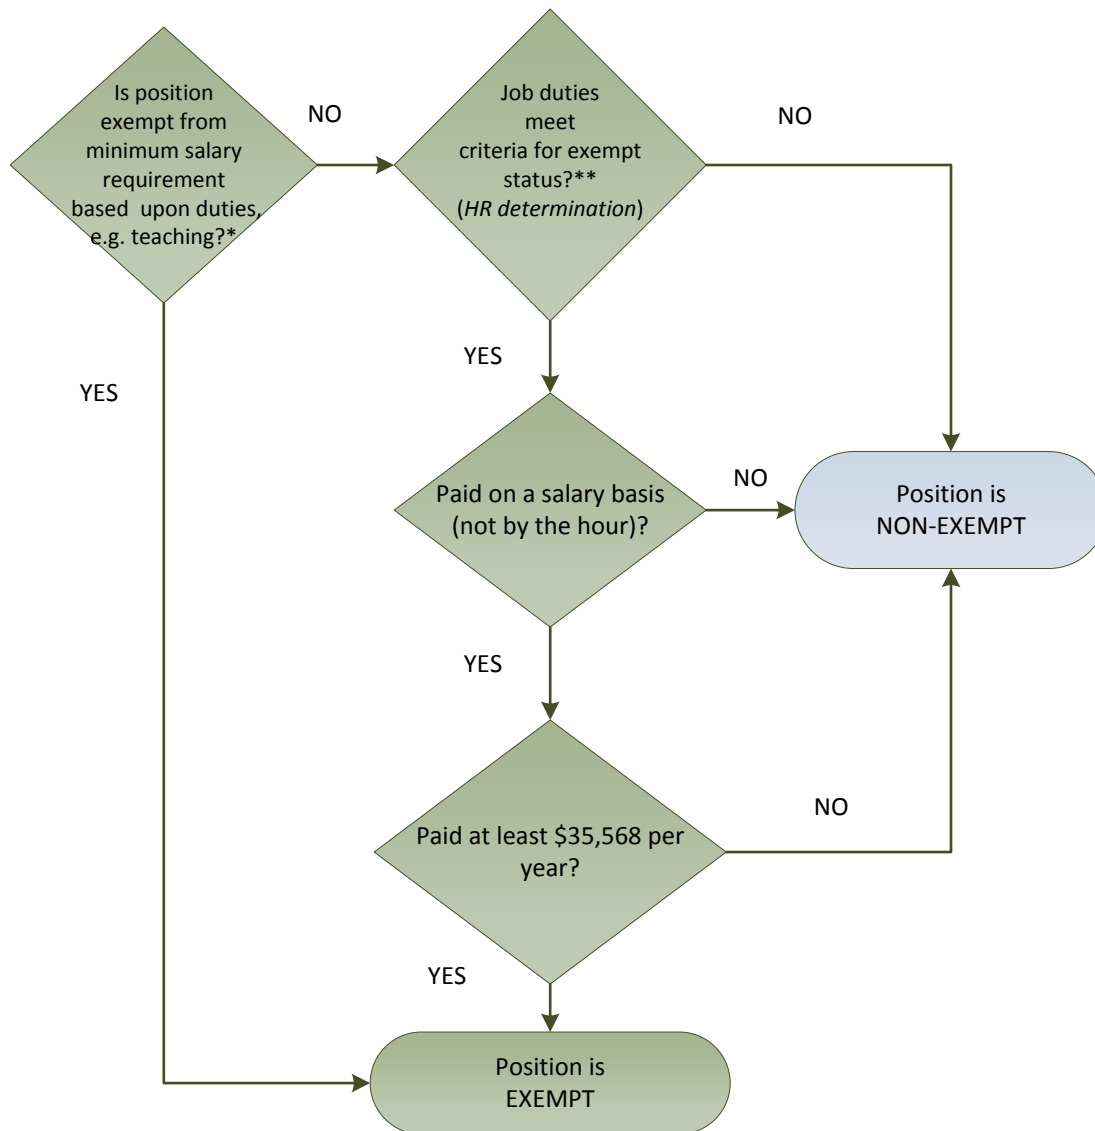 Is position
exempt from
minimum salary
requirement
based  upon duties,
e.g. teaching?*
NO
Job duties
meet
criteria for exempt
status?**
(HR determination)
NO
YES
YES
Paid on a salary basis
(not by the hour)?
NO
Position is
NON-EXEMPT
YES
Paid at least $35,568 per
year?
NO
YES
Position is
EXEMPT